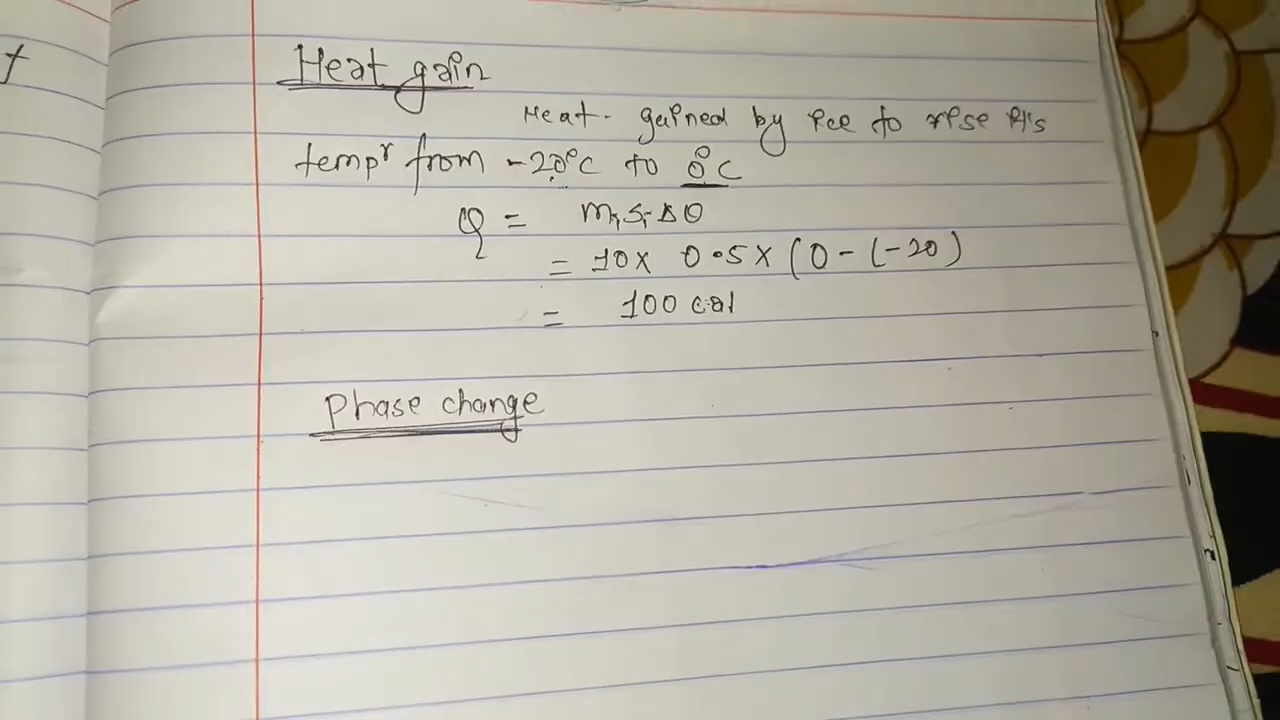 f
Heat gain
Heat- gained by ice to rise it's
tempʳ from -20°C to 0°C
Q = mᵢsᵢΔθ
= 10 x 0.5 x (0 - (-20)
= 100 cal
Phase change